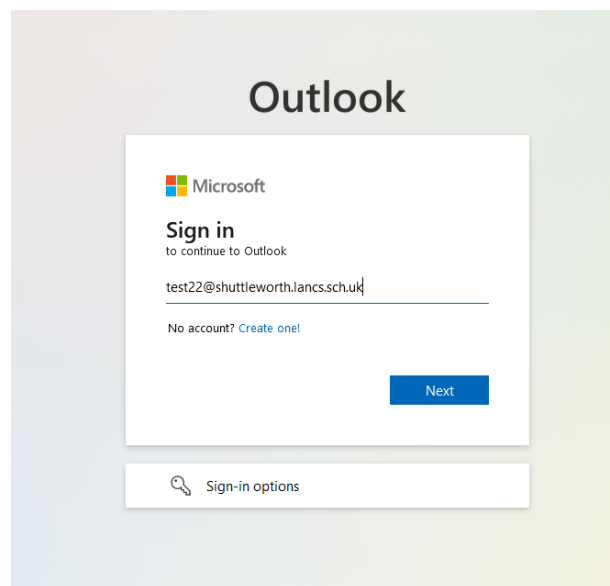 Outlook
Microsoft
Sign in
to continue to Outlook
test22@shuttleworth.lancs.sch.uk
No account? Create one!
Next
Sign-in options